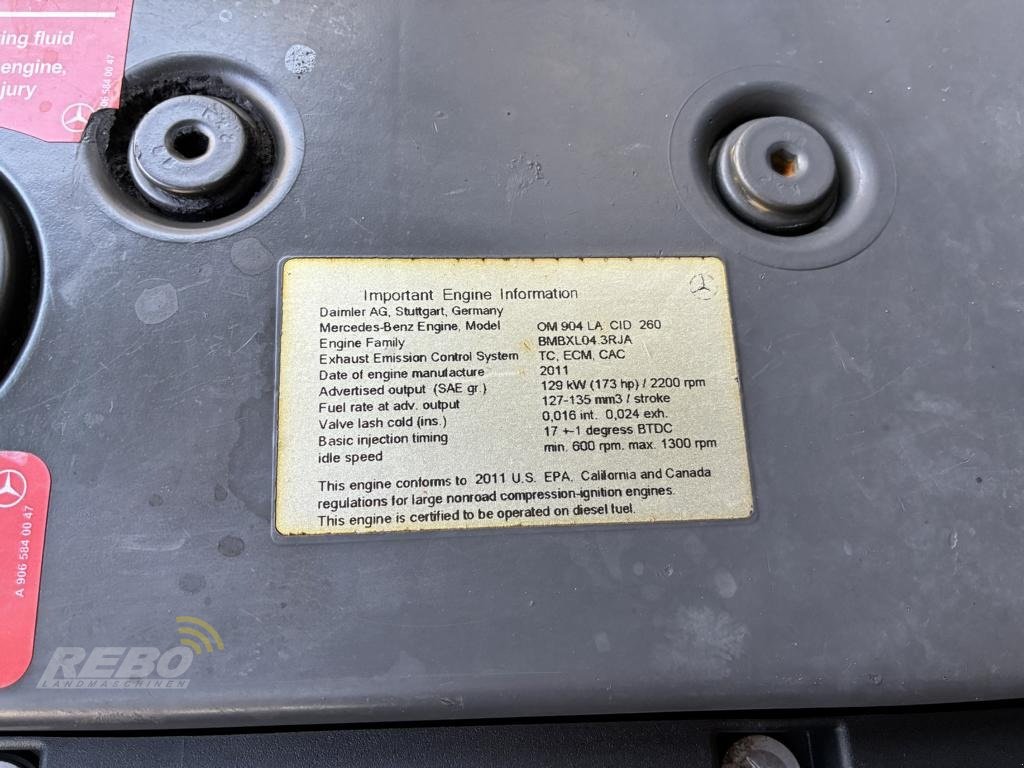 ing fluid
engine,
jury
06 584 00 47
Important Engine Information
Daimler AG, Stuttgart, Germany
Mercedes-Benz Engine, Model OM 904 LA CID 260
Engine Family BMBXL04.3RJA
Exhaust Emission Control System TC, ECM, CAC
Date of engine manufacture 2011
Advertised output (SAE gr.) 129 kW (173 hp) / 2200 rpm
Fuel rate at adv. output 127-135 mm3 / stroke
Valve lash cold (ins.) 0,016 int. 0,024 exh.
Basic injection timing 17 +-1 degress BTDC
idle speed min. 600 rpm. max. 1300 rpm
This engine conforms to 2011 U.S. EPA, California and Canada
regulations for large nonroad compression-ignition engines.
This engine is certified to be operated on diesel fuel.
A 906 584 00 47
REBO
LANDMASCHINEN